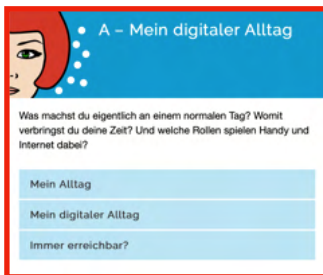 A – Mein digitaler Alltag
Was machst du eigentlich an einem normalen Tag? Womit
verbringst du deine Zeit? Und welche Rollen spielen Handy und
Internet dabei?
Mein Alltag
Mein digitaler Alltag
Immer erreichbar?